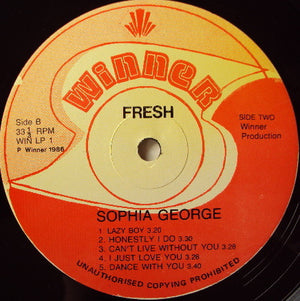 WINNER
FRESH
Side B
33⅓ RPM
WIN LP 1
P Winner 1986
SIDE TWO
Winner
Production
SOPHIA GEORGE
1 LAZY BOY 3.20
2 HONESTLY I DO 3.30
3 CAN'T LIVE WITHOUT YOU 3.26
4 I JUST LOVE YOU 3.26
5 DANCE WITH YOU 3.40
UNAUTHORISED COPYING PROHIBITED